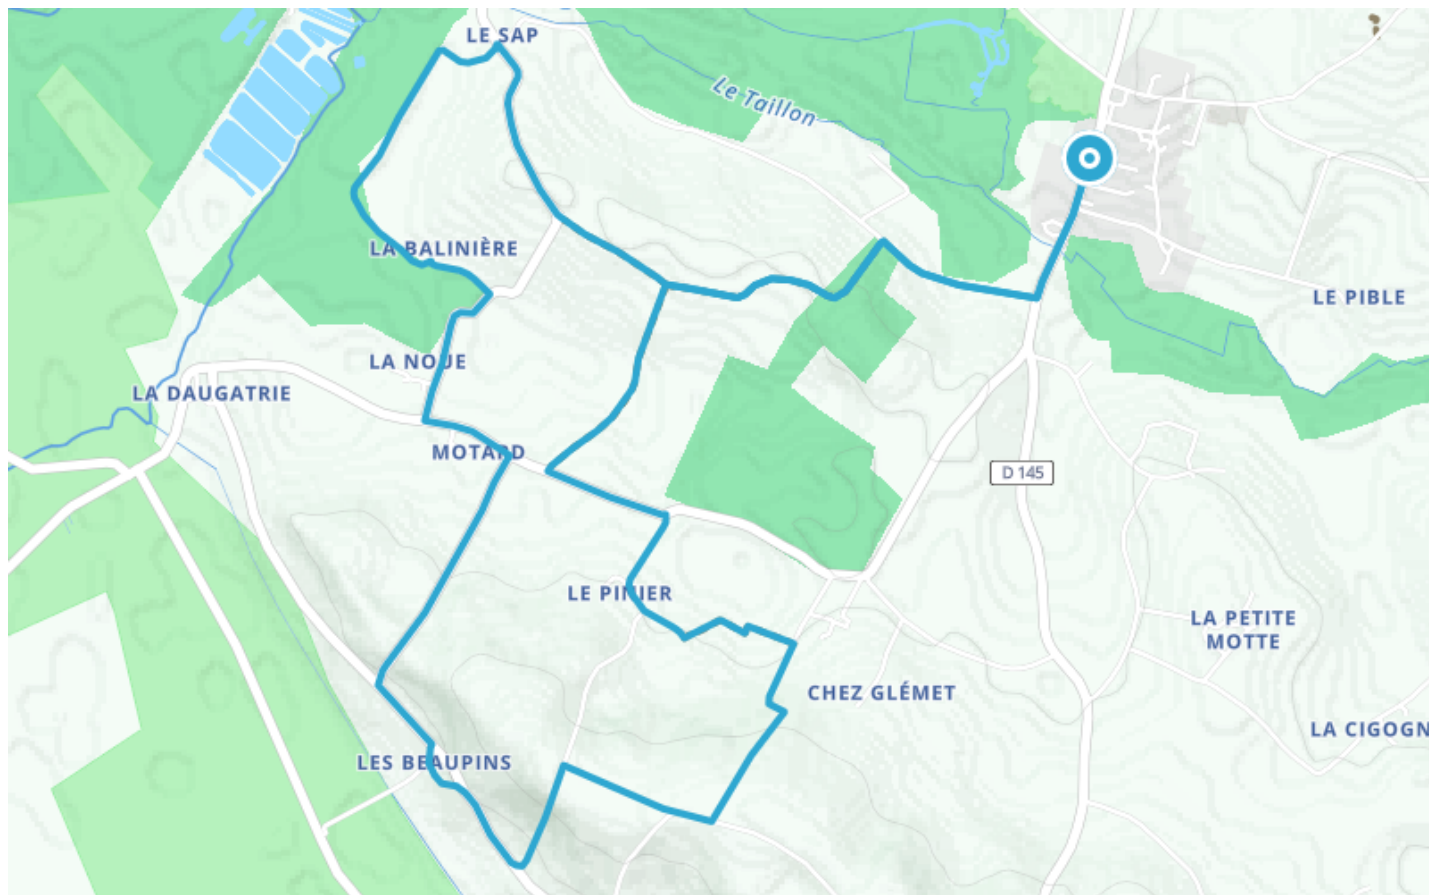 LE SAP
Le Taillon
LA BALINIÈRE
LE PIBLE
LA NOUE
LA DAUGATRIE
MOTARD
D 145
LE PINIER
LA PETITE
MOTTE
CHEZ GLÉMET
LA CIGOGN
LES BEAUPINS